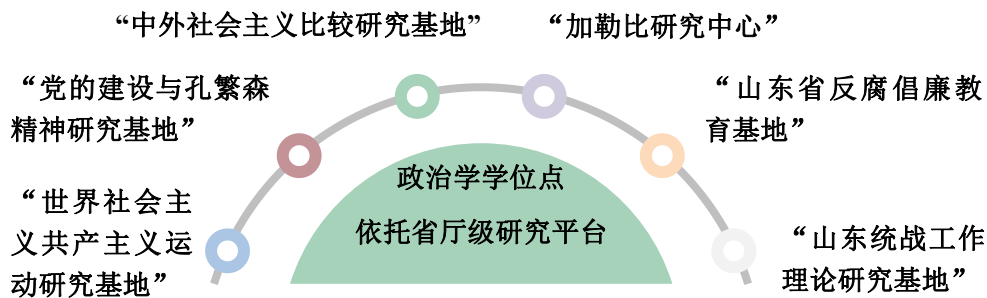 “中外社会主义比较研究基地”
“加勒比研究中心”
“党的建设与孔繁森
精神研究基地”
“山东省反腐倡廉教
育基地”
政治学学位点
依托省厅级研究平台
“世界社会主
义共产主义运
动研究基地”
“山东统战工作
理论研究基地”